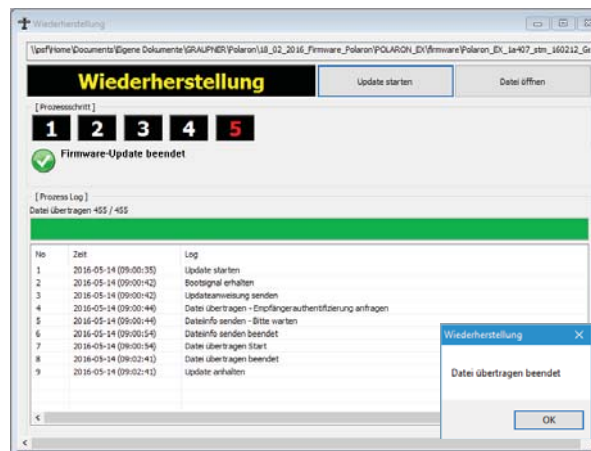 Wiederherstellung
\\psf\Home\Documents\Eigene Dokumente\GRAUPNER\Polaron\18_02_2016_Firmware_Polaron\POLARON_EX\firmware\Polaron_EX_1a407_stm_160212_Ge
Wiederherstellung
Update starten
Datei öffnen
[ Prozessschritt ]
1 2 3 4 5
Firmware-Update beendet
[ Prozess Log ]
Datei übertragen 455 / 455
No Zeit Log
1 2016-05-14 (09:00:35) Update starten
2 2016-05-14 (09:00:42) Bootsignal erhalten
3 2016-05-14 (09:00:42) Updateanweisung senden
4 2016-05-14 (09:00:44) Datei übertragen - Empfängerauthentifizierung anfragen
5 2016-05-14 (09:00:44) Dateinfo senden - Bitte warten
6 2016-05-14 (09:00:54) Dateinfo senden beendet
7 2016-05-14 (09:00:54) Datei übertragen Start
8 2016-05-14 (09:02:41) Datei übertragen beendet
9 2016-05-14 (09:02:41) Update anhalten
Wiederherstellung
Datei übertragen beendet
OK